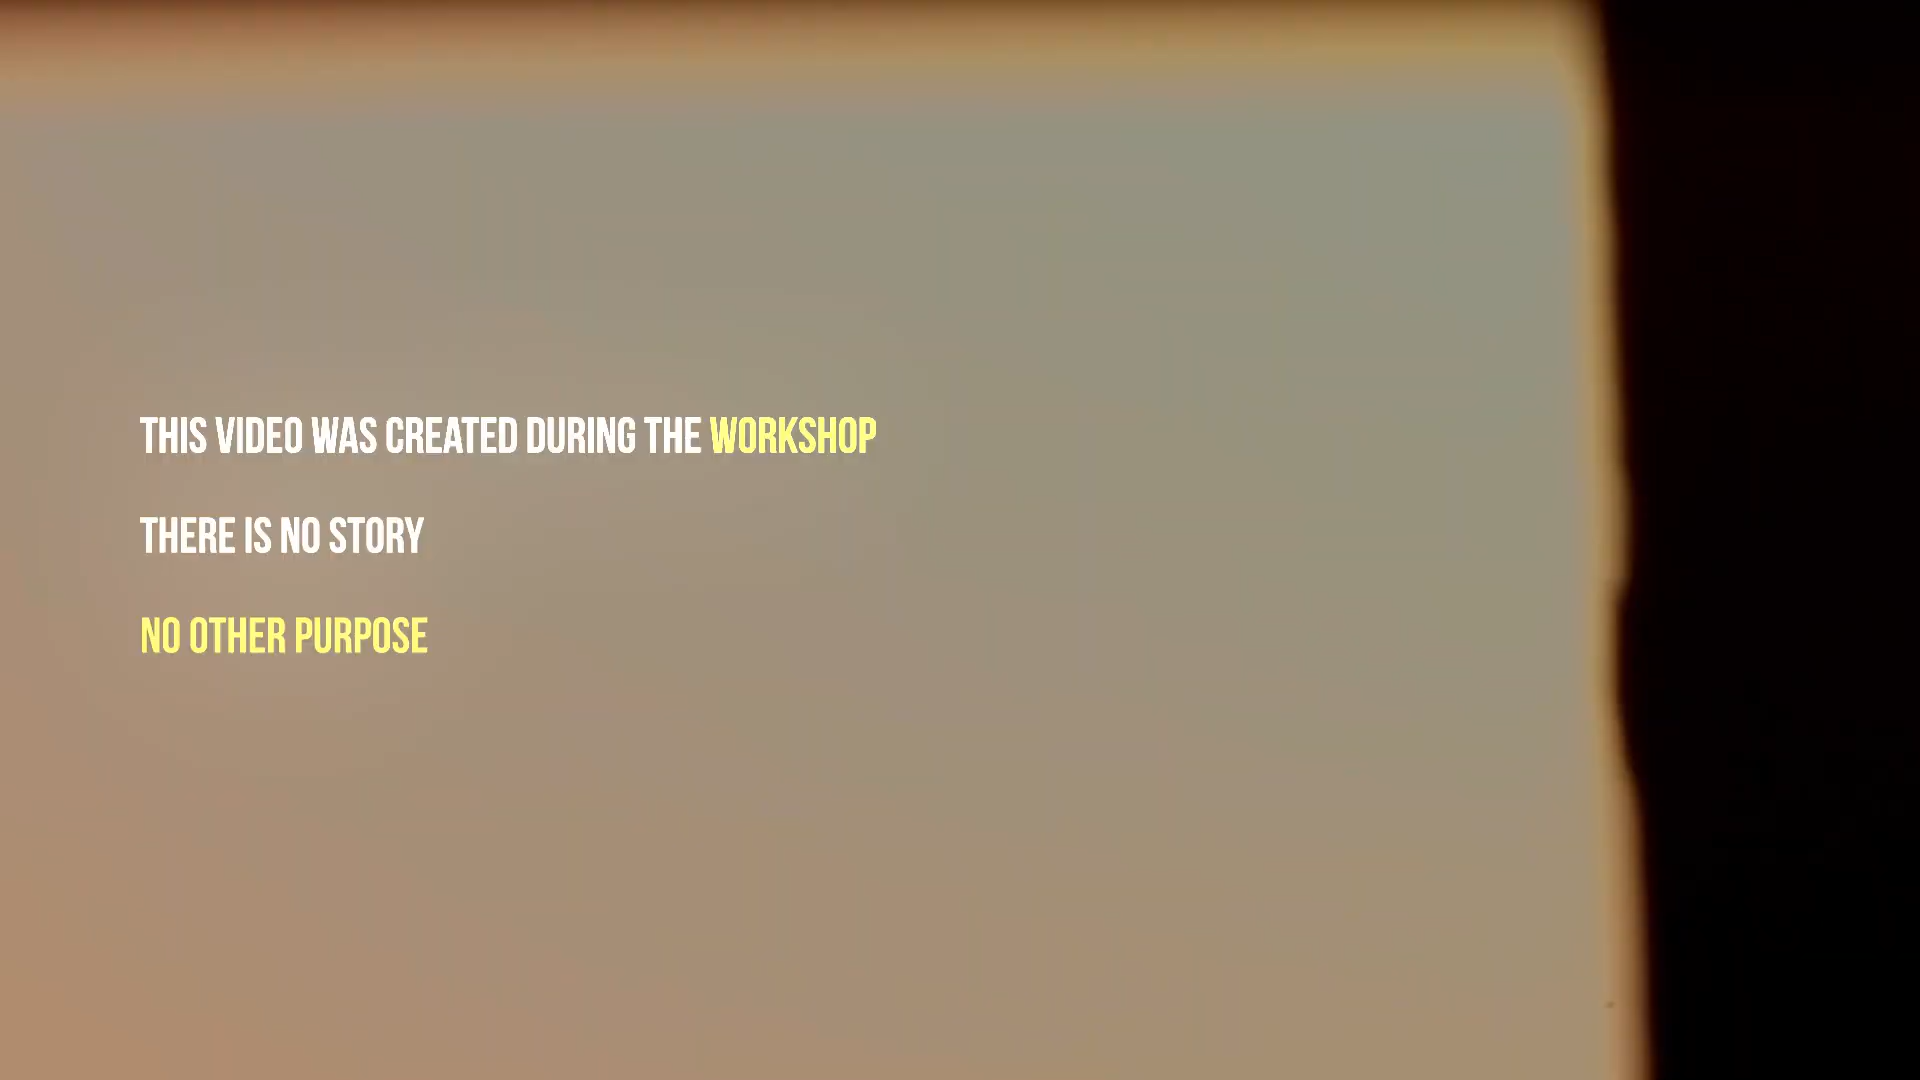 THIS VIDEO WAS CREATED DURING THE WORKSHOP
THERE IS NO STORY
NO OTHER PURPOSE